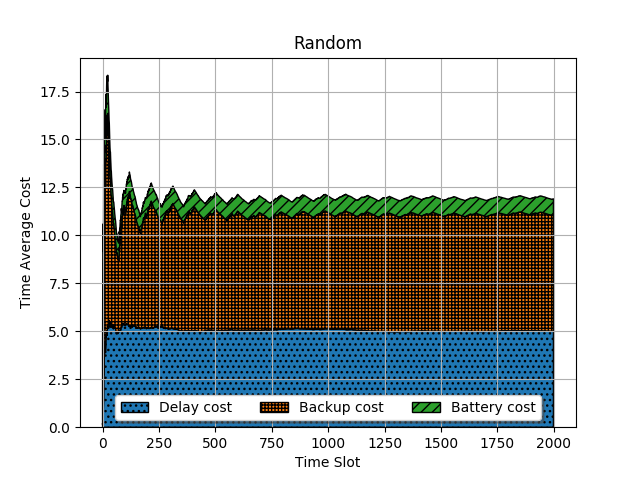 Random
Time Average Cost
17.5
15.0
12.5
10.0
7.5
5.0
2.5
0.0
Delay cost Backup cost Battery cost
0 250 500 750 1000 1250 1500 1750 2000
Time Slot